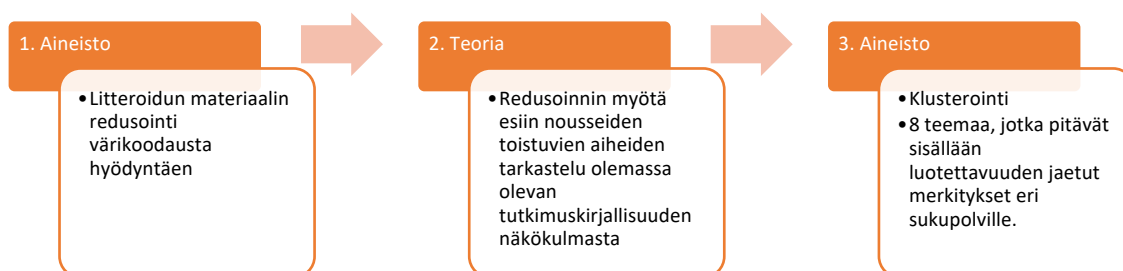 1. Aineisto
•Litteroidun materiaalin
redusointi
värikoodausta
hyödyntäen
2. Teoria
•Redusoinnin myötä
esiin nousseiden
toistuvien aiheiden
tarkastelu olemassa
olevan
tutkimuskirjallisuuden
näkökulmasta
3. Aineisto
•Klusterointi
•8 teemaa, jotka pitävät
sisällään
luotettavuuden jaetut
merkitykset eri
sukupolville.